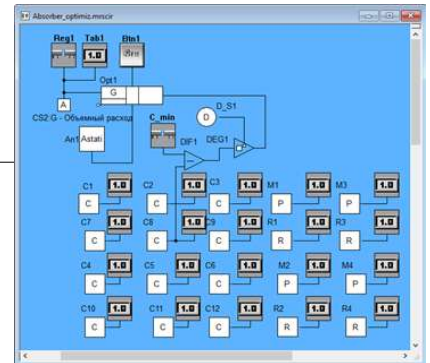 Absorber_optimiz.mrscir
Reg1 Tab1 Btn1
1.0 Btn
Opt1
G
A
D_S1
CS2.G - Объемный расход
C_min
D
An1 Astati
DIF1 DEG1
C1 C2 C3 M1 M3
1.0 1.0 1.0 1.0 1.0
C C C P P
C7 C8 C9 R1 R3
1.0 1.0 1.0 1.0 1.0
C C C R R
C4 C5 C6 M2 M4
1.0 1.0 1.0 1.0 1.0
C C C P P
C10 C11 C12 R2 R4
1.0 1.0 1.0 1.0 1.0
C C C R R